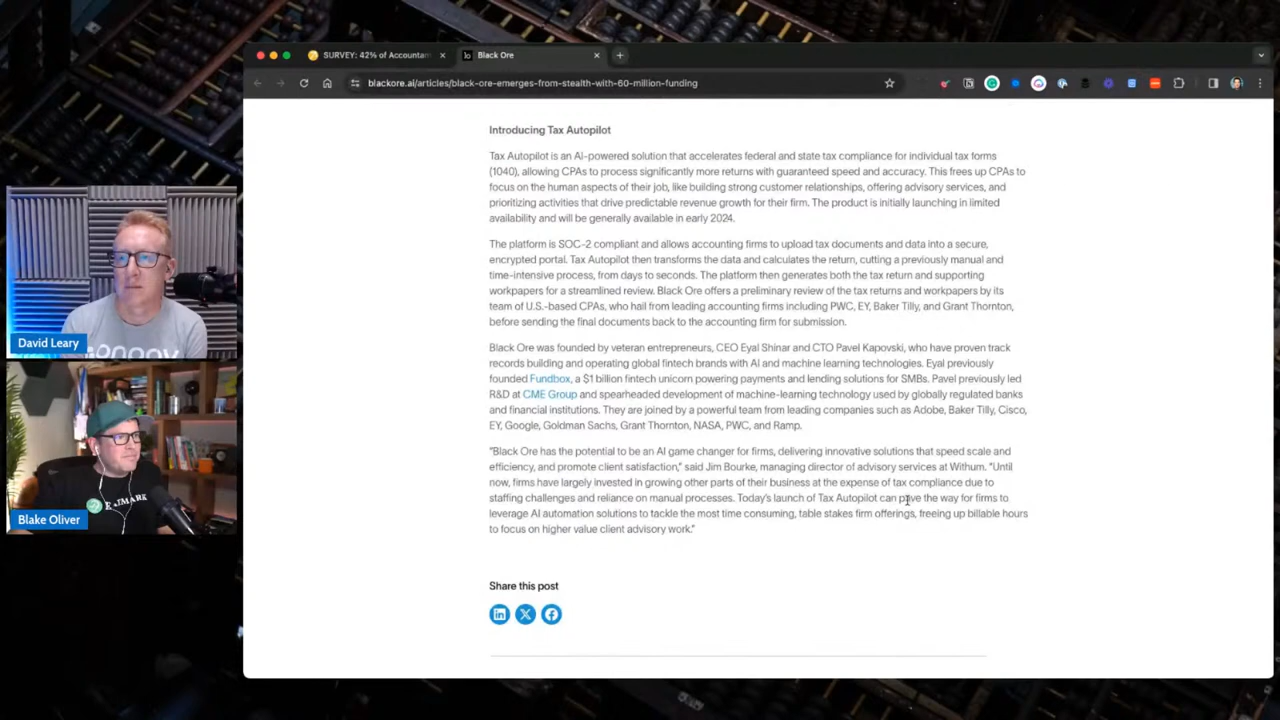 SURVEY: 42% of Accountan
Black Ore
blackore.ai/articles/black-ore-emerges-from-stealth-with-60-million-funding
Introducing Tax Autopilot
Tax Autopilot is an AI-powered solution that accelerates federal and state tax compliance for individual tax forms
(1040), allowing CPAs to process significantly more returns with guaranteed speed and accuracy. This frees up CPAs to
focus on the human aspects of their job, like building strong customer relationships, offering advisory services, and
prioritizing activities that drive predictable revenue growth for their firm. The product is initially launching in limited
availability and will be generally available in early 2024.
The platform is SOC-2 compliant and allows accounting firms to upload tax documents and data into a secure,
encrypted portal. Tax Autopilot then transforms the data and calculates the return, cutting a previously manual and
time-intensive process, from days to seconds. The platform then generates both the tax return and supporting
workpapers for a streamlined review. Black Ore offers a preliminary review of the tax returns and workpapers by its
team of U.S.-based CPAs, who hail from leading accounting firms including PWC, EY, Baker Tilly, and Grant Thornton,
before sending the final documents back to the accounting firm for submission.
Black Ore was founded by veteran entrepreneurs, CEO Eyal Shinar and CTO Pavel Kapovski, who have proven track
records building and operating global fintech brands with AI and machine learning technologies. Eyal previously
founded Fundbox, a $1 billion fintech unicorn powering payments and lending solutions for SMBs. Pavel previously led
R&D at CME Group and spearheaded development of machine-learning technology used by globally regulated banks
and financial institutions. They are joined by a powerful team from leading companies such as Adobe, Baker Tilly, Cisco,
EY, Google, Goldman Sachs, Grant Thornton, NASA, PWC, and Ramp.
"Black Ore has the potential to be an AI game changer for firms, delivering innovative solutions that speed scale and
efficiency, and promote client satisfaction," said Jim Bourke, managing director of advisory services at Withum. "Until
now, firms have largely invested in growing other parts of their business at the expense of tax compliance due to
staffing challenges and reliance on manual processes. Today's launch of Tax Autopilot can pave the way for firms to
leverage AI automation solutions to tackle the most time consuming, table stakes firm offerings, freeing up billable hours
to focus on higher value client advisory work."
Share this post
David Leary
Blake Oliver